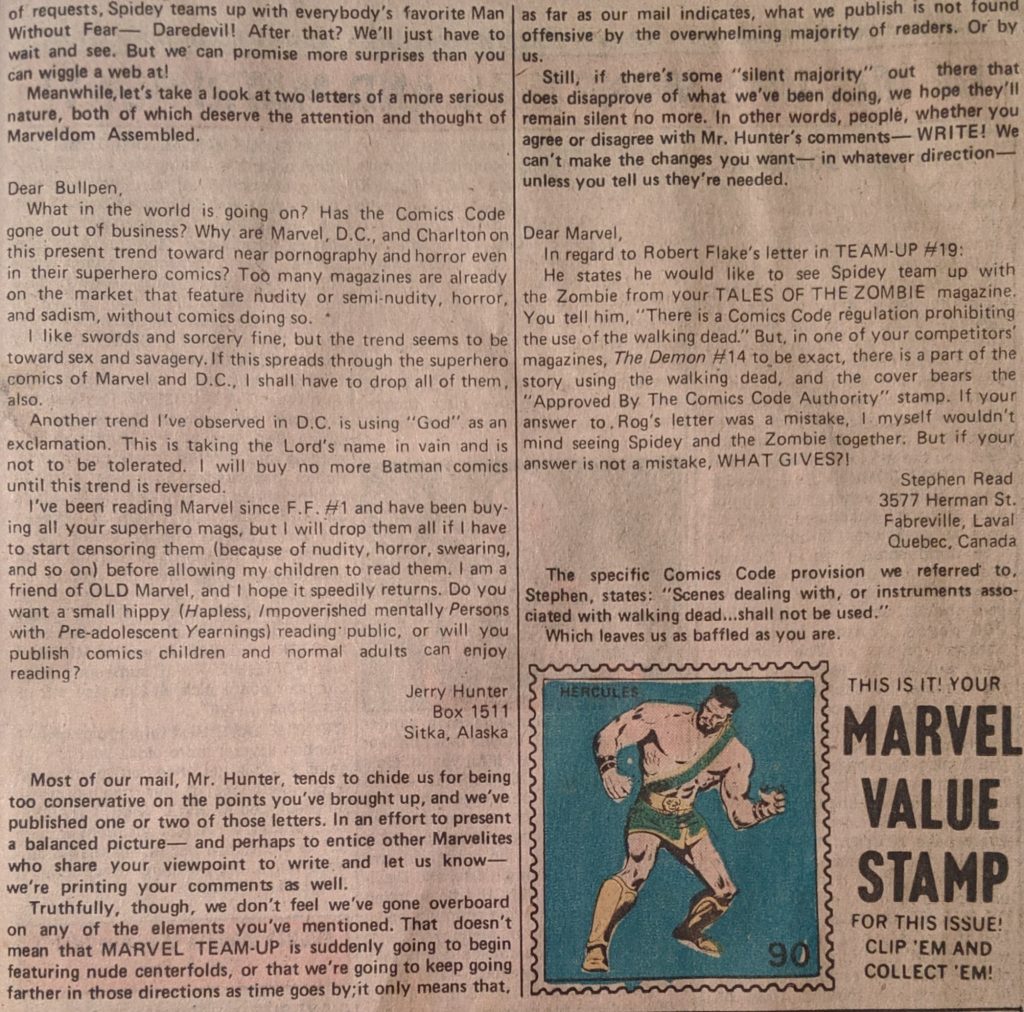 of requests, Spidey teams up with everybody's favorite Man
Without Fear— Daredevil! After that? We'll just have to
wait and see. But we can promise more surprises than you
can wiggle a web at!
Meanwhile, let's take a look at two letters of a more serious
nature, both of which deserve the attention and thought of
Marveldom Assembled.
Dear Bullpen,
What in the world is going on? Has the Comics Code
gone out of business? Why are Marvel, D.C., and Charlton on
this present trend toward near pornography and horror even
in their superhero comics? Too many magazines are already
on the market that feature nudity or semi-nudity, horror,
and sadism, without comics doing so.
I like swords and sorcery fine, but the trend seems to be
toward sex and savagery. If this spreads through the superhero
comics of Marvel and D.C., I shall have to drop all of them,
also.
Another trend I've observed in D.C. is using "God" as an
exclamation. This is taking the Lord's name in vain and is
not to be tolerated. I will buy no more Batman comics
until this trend is reversed.
I've been reading Marvel since F.F. #1 and have been buy-
ing all your superhero mags, but I will drop them all if I have
to start censoring them (because of nudity, horror, swearing,
and so on) before allowing my children to read them. I am a
friend of OLD Marvel, and I hope it speedily returns. Do you
want a small hippy (Hapless, Impoverished mentally Persons
with Pre-adolescent Yearnings) reading public, or will you
publish comics children and normal adults can enjoy
reading?
Jerry Hunter
Box 1511
Sitka, Alaska
Most of our mail, Mr. Hunter, tends to chide us for being
too conservative on the points you've brought up, and we've
published one or two of those letters. In an effort to present
a balanced picture— and perhaps to entice other Marvelites
who share your viewpoint to write and let us know—
we're printing your comments as well.
Truthfully, though, we don't feel we've gone overboard
on any of the elements you've mentioned. That doesn't
mean that MARVEL TEAM-UP is suddenly going to begin
featuring nude centerfolds, or that we're going to keep going
farther in those directions as time goes by; it only means that,
as far as our mail indicates, what we publish is not found
offensive by the overwhelming majority of readers. Or by
us.
Still, if there's some "silent majority" out there that
does disapprove of what we've been doing, we hope they'll
remain silent no more. In other words, people, whether you
agree or disagree with Mr. Hunter's comments— WRITE! We
can't make the changes you want— in whatever direction—
unless you tell us they're needed.
Dear Marvel,
In regard to Robert Flake's letter in TEAM-UP #19:
He states he would like to see Spidey team up with
the Zombie from your TALES OF THE ZOMBIE magazine.
You tell him, "There is a Comics Code regulation prohibiting
the use of the walking dead." But, in one of your competitors'
magazines, The Demon #14 to be exact, there is a part of the
story using the walking dead, and the cover bears the
"Approved By The Comics Code Authority" stamp. If your
answer to Rog's letter was a mistake, I myself wouldn't
mind seeing Spidey and the Zombie together. But if your
answer is not a mistake, WHAT GIVES?!
Stephen Read
3577 Herman St.
Fabreville, Laval
Quebec, Canada
The specific Comics Code provision we referred to,
Stephen, states: "Scenes dealing with, or instruments asso-
ciated with walking dead...shall not be used."
Which leaves us as baffled as you are.
HERCULES
90
THIS IS IT! YOUR
MARVEL
VALUE
STAMP
FOR THIS ISSUE!
CLIP 'EM AND
COLLECT 'EM!